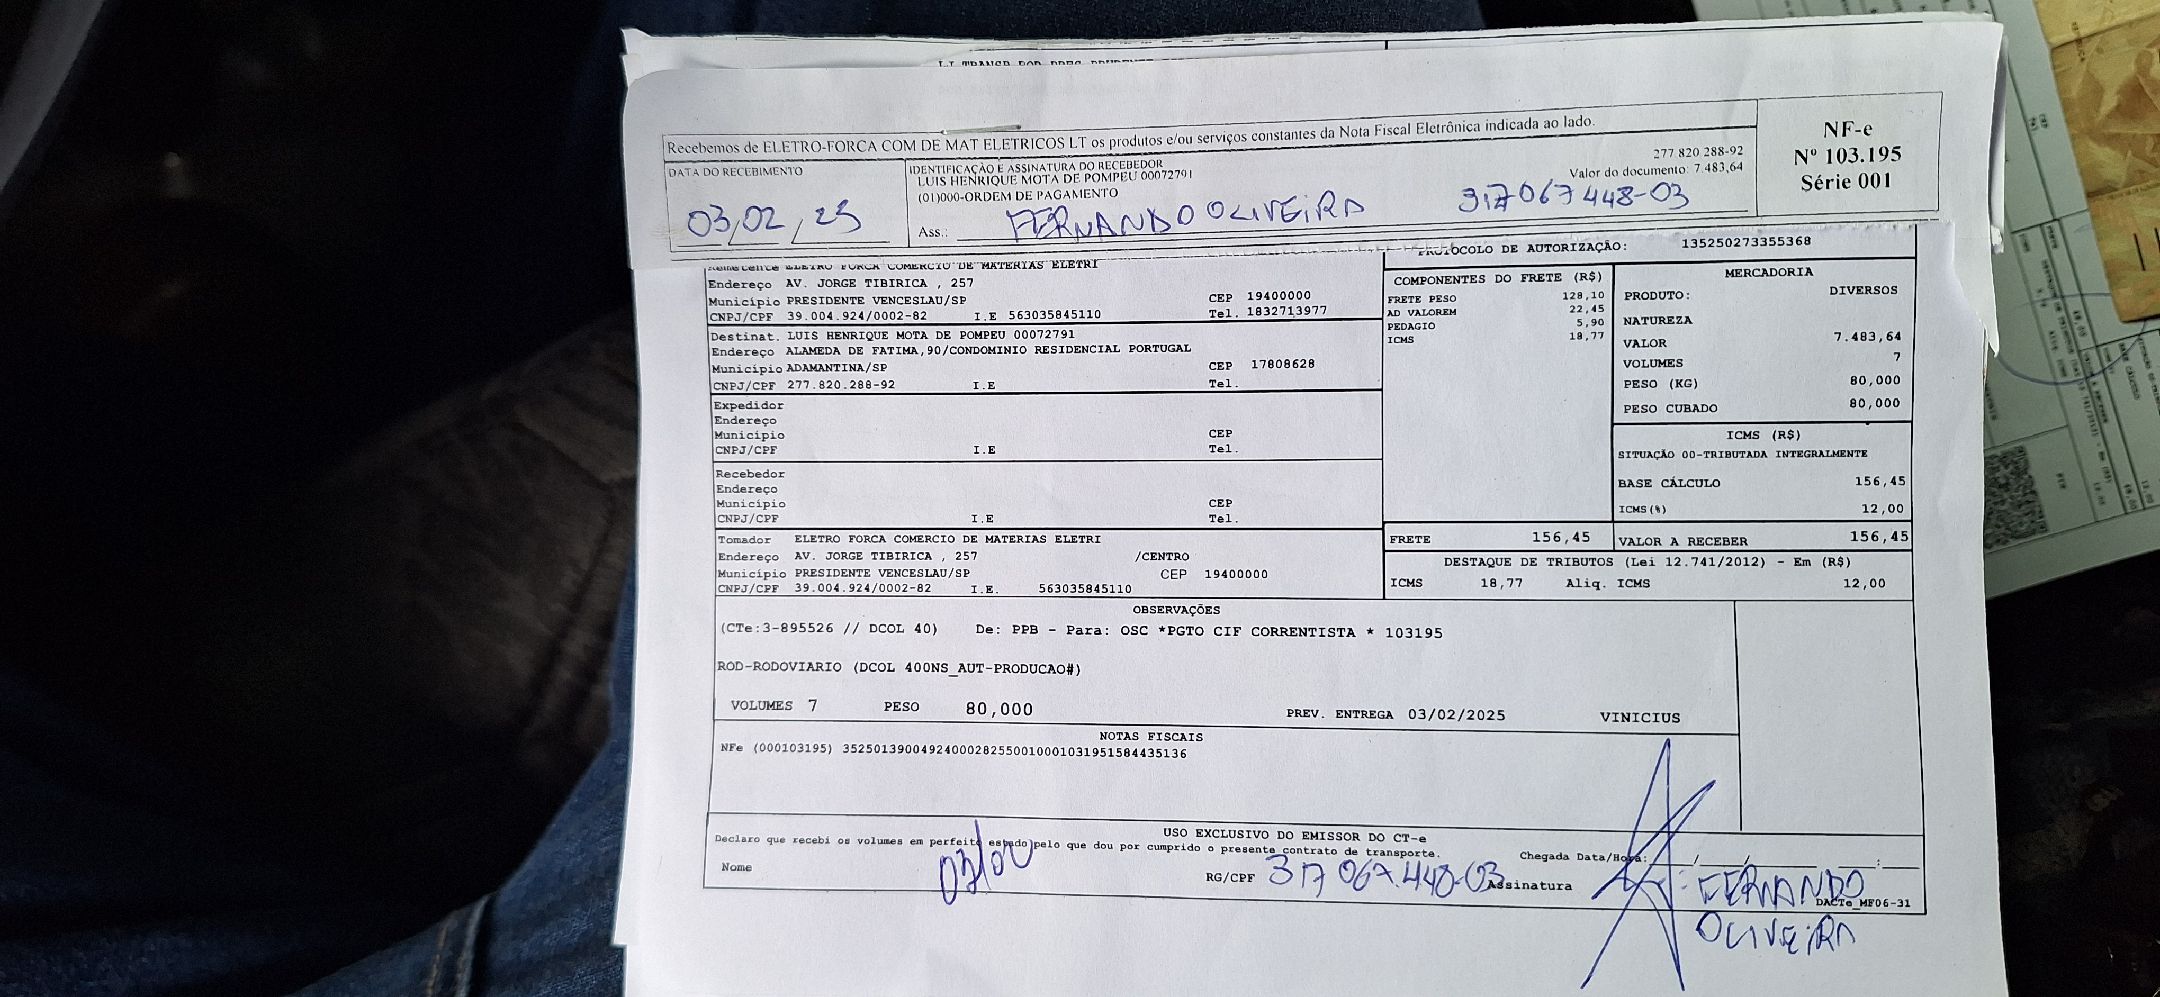 Recebemos de ELETRO-FORCA COM DE MAT ELETRICOS LT os produtos e/ou serviços constantes da Nota Fiscal Eletrônica indicada ao lado.
NF-e
Nº 103.195
Série 001
DATA DO RECEBIMENTO
03/02/25
IDENTIFICAÇÃO E ASSINATURA DO RECEBEDOR
LUIS HENRIQUE MOTA DE POMPEU 00072791
(01)000-ORDEM DE PAGAMENTO
277 820 288-92
Valor do documento: 7.483,64
Ass.: FERNANDO OLIVEIRA 317067448-03
PROTOCOLO DE AUTORIZAÇÃO: 135250273355368
ELETRO FORCA COMERCIO DE MATERIAS ELETRI
Endereço AV. JORGE TIBIRICA , 257
Município PRESIDENTE VENCESLAU/SP CEP 19400000
CNPJ/CPF 39.004.924/0002-82 I.E 563035845110 Tel. 1832713977
Destinat. LUIS HENRIQUE MOTA DE POMPEU 00072791
Endereço ALAMEDA DE FATIMA,90/CONDOMINIO RESIDENCIAL PORTUGAL
Município ADAMANTINA/SP CEP 17808628
CNPJ/CPF 277.820.288-92 I.E Tel.
Expedidor
Endereço
Município CEP
CNPJ/CPF I.E Tel.
Recebedor
Endereço
Município CEP
CNPJ/CPF I.E Tel.
Tomador ELETRO FORCA COMERCIO DE MATERIAS ELETRI
Endereço AV. JORGE TIBIRICA , 257 /CENTRO
Município PRESIDENTE VENCESLAU/SP CEP 19400000
CNPJ/CPF 39.004.924/0002-82 I.E. 563035845110
COMPONENTES DO FRETE (R$)
FRETE PESO 128,10
AD VALOREM 22,45
PEDAGIO 5,90
ICMS 18,77
MERCADORIA
PRODUTO: DIVERSOS
NATUREZA
VALOR 7.483,64
VOLUMES 7
PESO (KG) 80,000
PESO CUBADO 80,000
ICMS (R$)
SITUAÇÃO 00-TRIBUTADA INTEGRALMENTE
BASE CÁLCULO 156,45
ICMS(%) 12,00
FRETE 156,45 VALOR A RECEBER 156,45
DESTAQUE DE TRIBUTOS (Lei 12.741/2012) - Em (R$)
ICMS 18,77 Aliq. ICMS 12,00
OBSERVAÇÕES
(CTe:3-895526 // DCOL 40) De: PPB - Para: OSC *PGTO CIF CORRENTISTA * 103195
ROD-RODOVIARIO (DCOL 400NS_AUT-PRODUCAO#)
VOLUMES 7 PESO 80,000 PREV. ENTREGA 03/02/2025 VINICIUS
NOTAS FISCAIS
NFe (000103195) 35250139004924000282550010001031951584435136
USO EXCLUSIVO DO EMISSOR DO CT-e
Declaro que recebi os volumes em perfeito estado pelo que dou por cumprido o presente contrato de transporte.
Chegada Data/Hora: __/__/__ __:__
Nome 03/02 RG/CPF 317 067.448-03 Assinatura FERNANDO
DACTe_MF06-31
OLIVEIRA